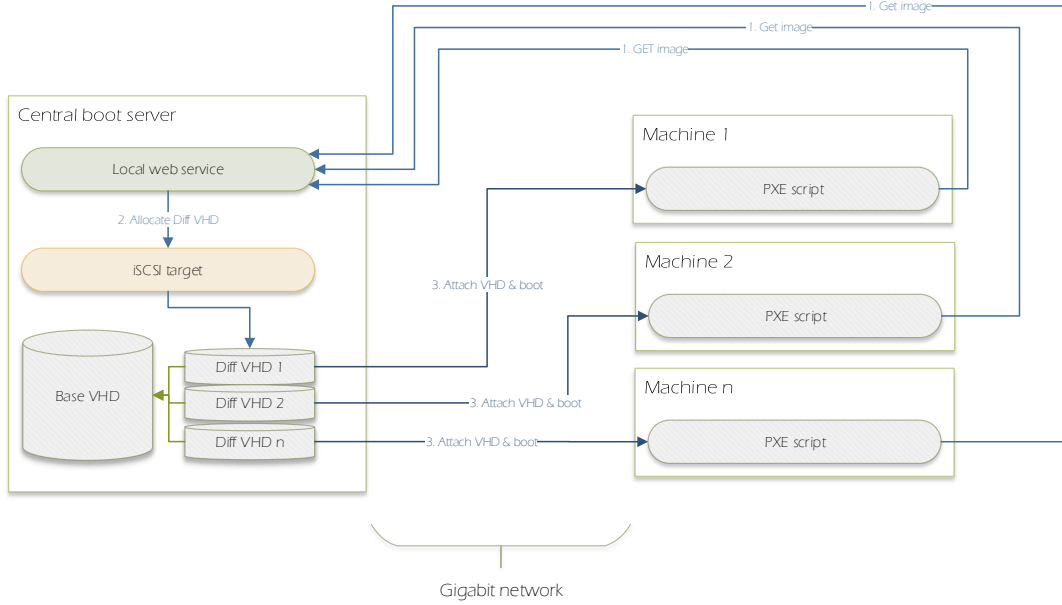 1. Get image
1. Get image
1. GET image
Central boot server
Local web service
2. Allocate Diff VHD
iSCSI target
Base VHD
Diff VHD 1
Diff VHD 2
Diff VHD n
3. Attach VHD & boot
3. Attach VHD & boot
3. Attach VHD & boot
Machine 1
PXE script
Machine 2
PXE script
Machine n
PXE script
Gigabit network